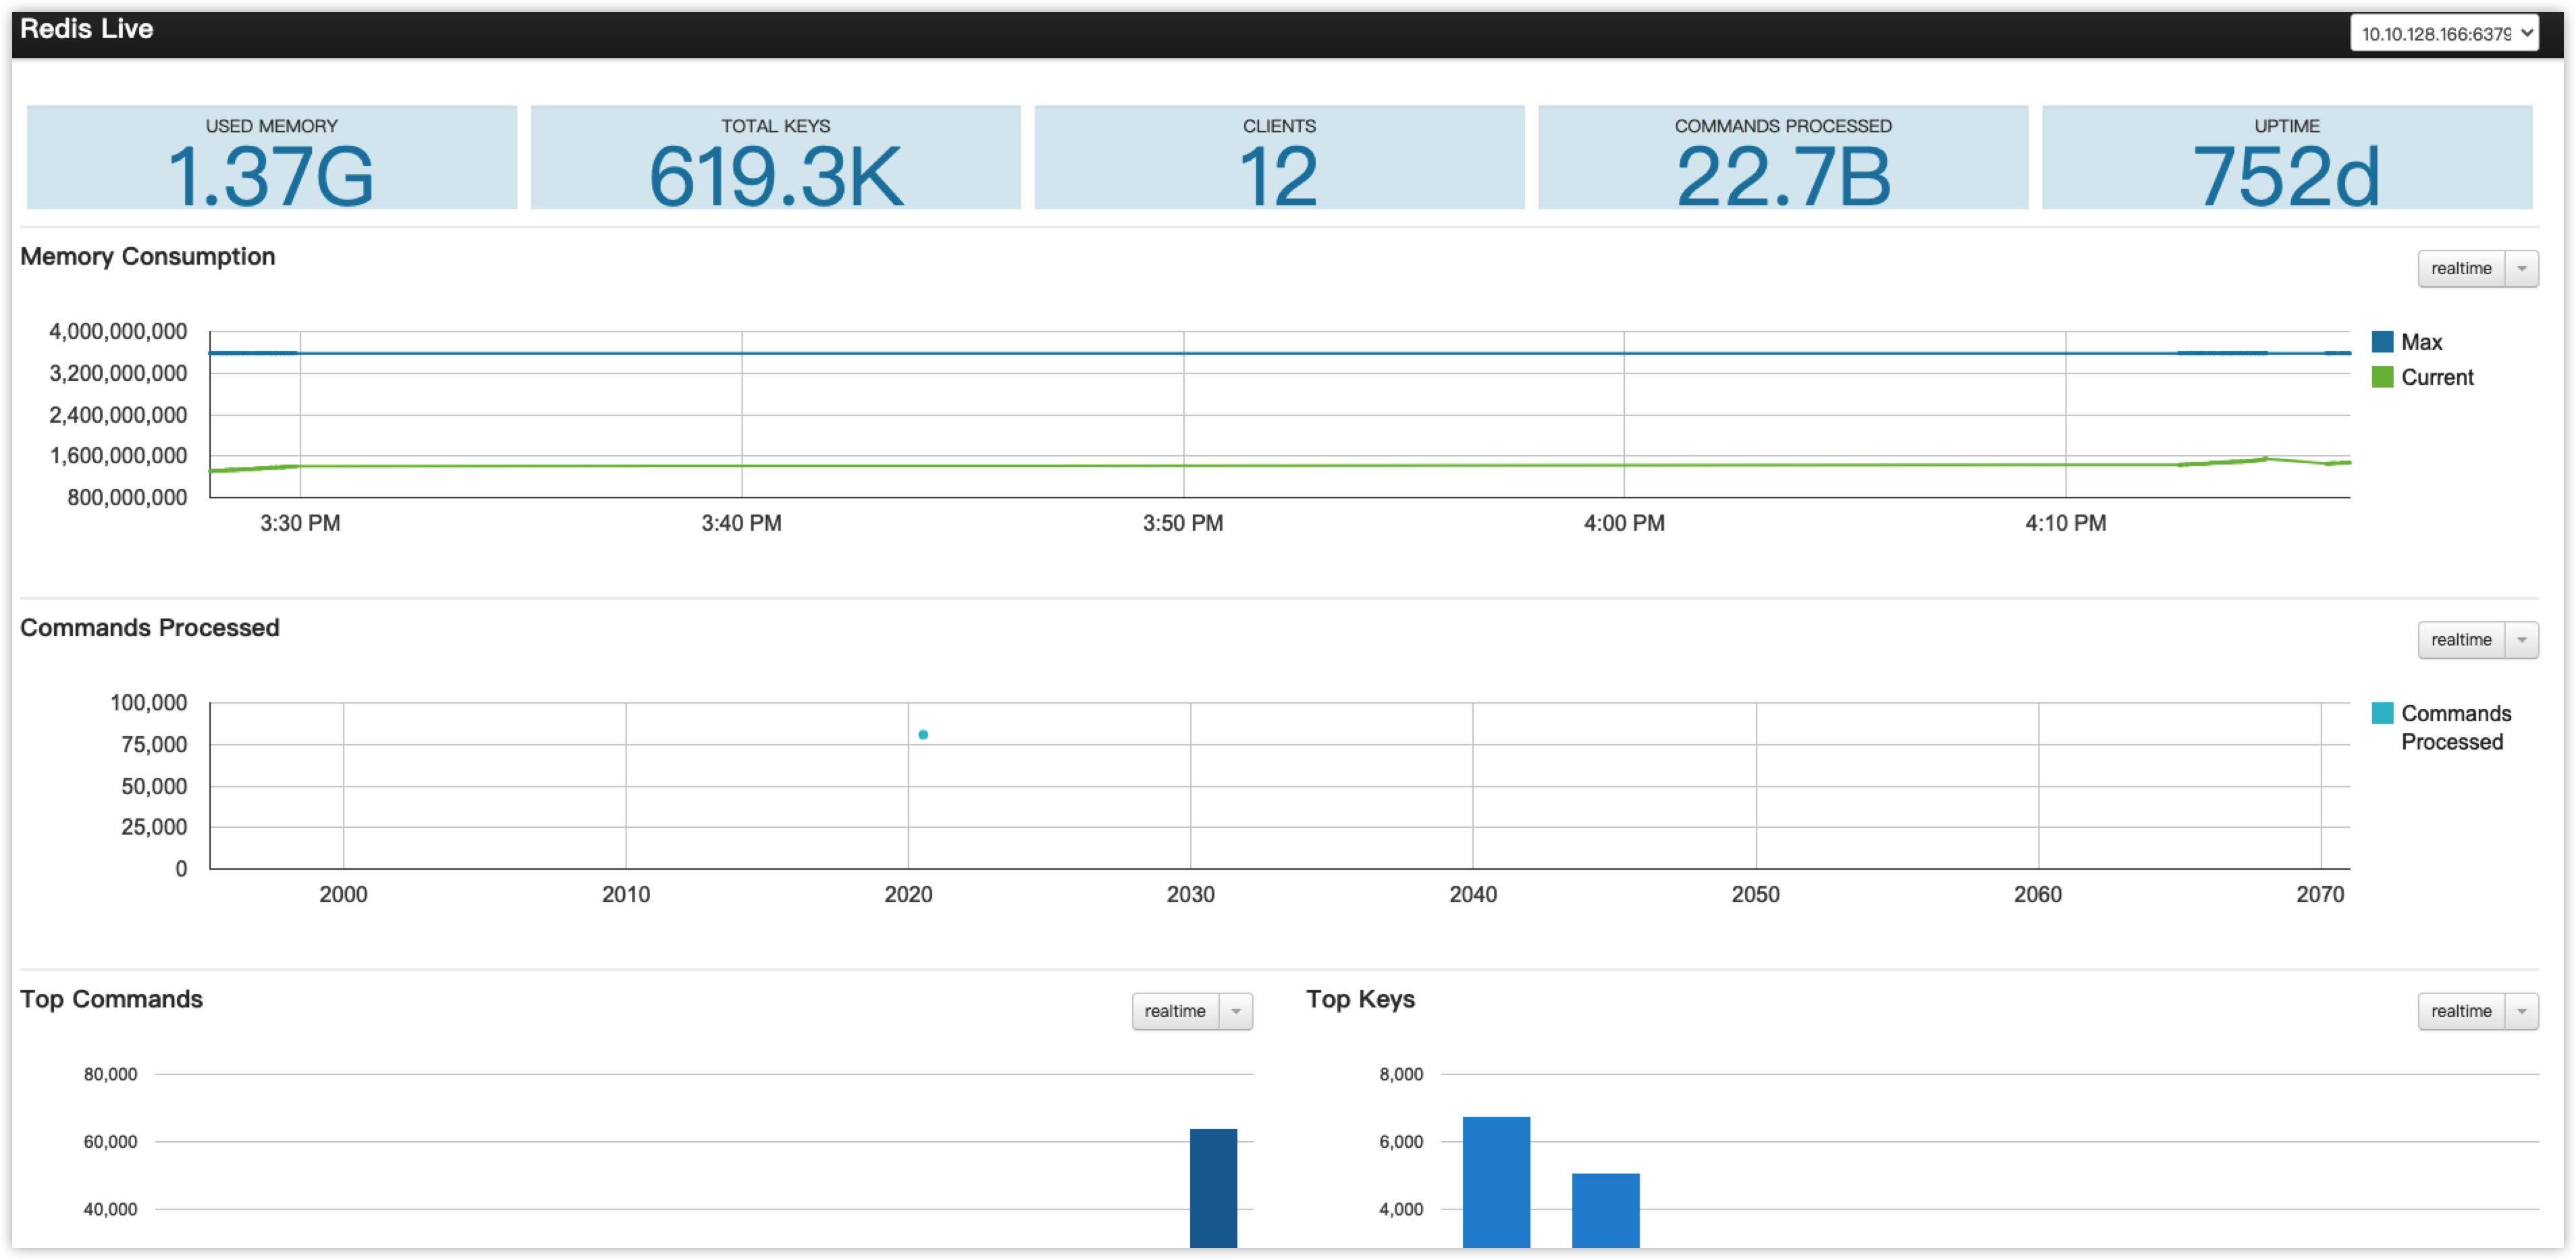 Redis Live
10.10.128.166:6379
USED MEMORY
1.37G
TOTAL KEYS
619.3K
CLIENTS
12
COMMANDS PROCESSED
22.7B
UPTIME
752d
Memory Consumption
realtime
4,000,000,000
3,200,000,000
2,400,000,000
1,600,000,000
800,000,000
3:30 PM
3:40 PM
3:50 PM
4:00 PM
4:10 PM
Max
Current
Commands Processed
realtime
100,000
75,000
50,000
25,000
0
2000
2010
2020
2030
2040
2050
2060
2070
Commands
Processed
Top Commands
realtime
80,000
60,000
40,000
Top Keys
realtime
8,000
6,000
4,000